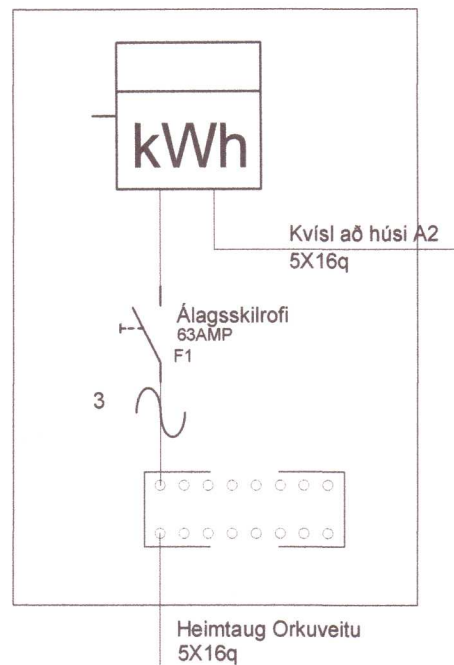 kWh
Kvísl að húsi A2
5X16q
Álagsskilrofi
63AMP
F1
3
Heimtaug Orkuveitu
5X16q